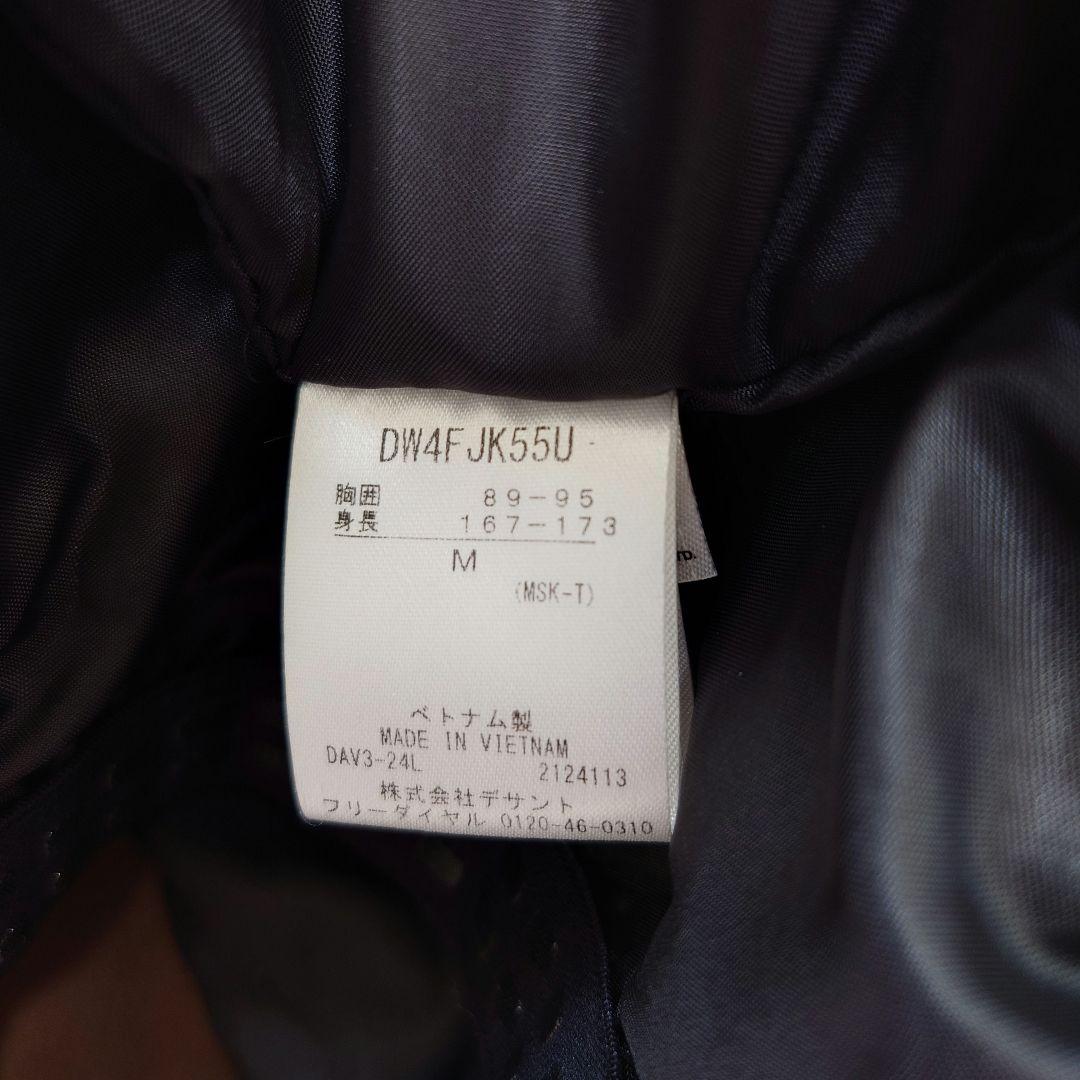 DW4FJK55U
胸囲 89-95
身長 167-173
M
(MSK-T)
ベトナム製
MADE IN VIETNAM
DAV3-24L 2124113
株式会社デサント
フリーダイヤル 0120-46-0310
TD.